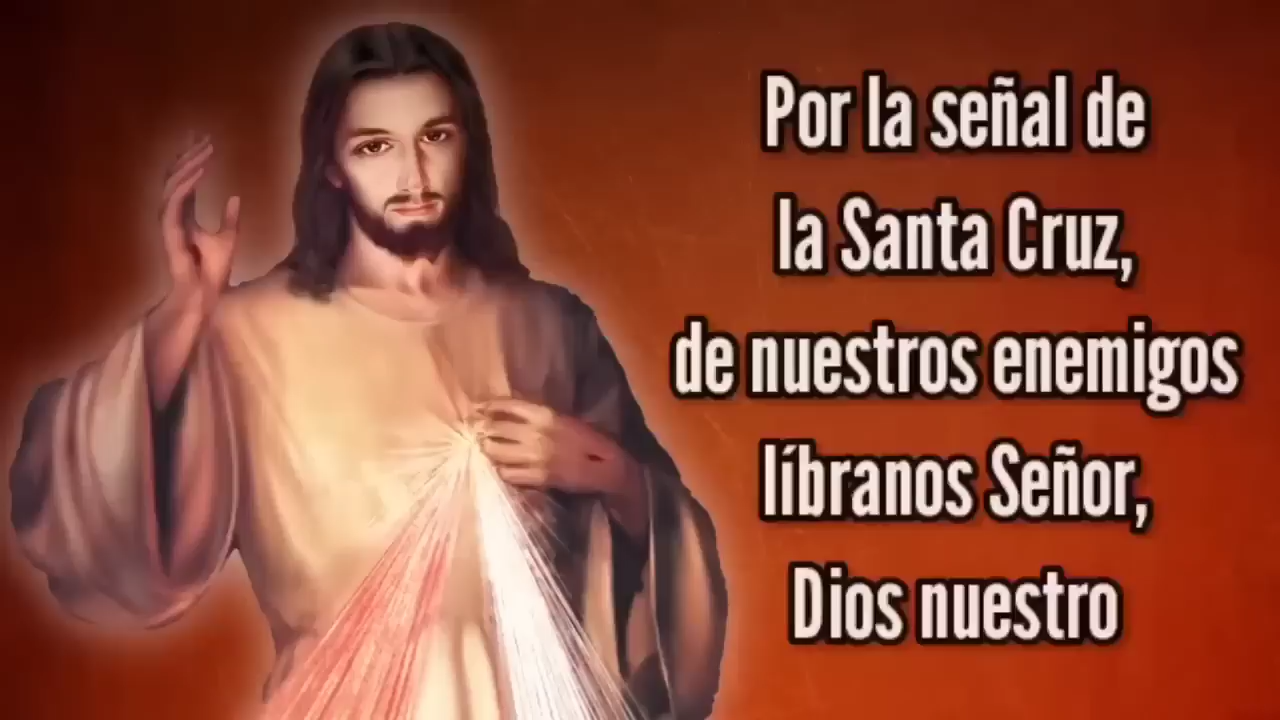 Por la señal de
la Santa Cruz,
de nuestros enemigos
líbranos Señor,
Dios nuestro